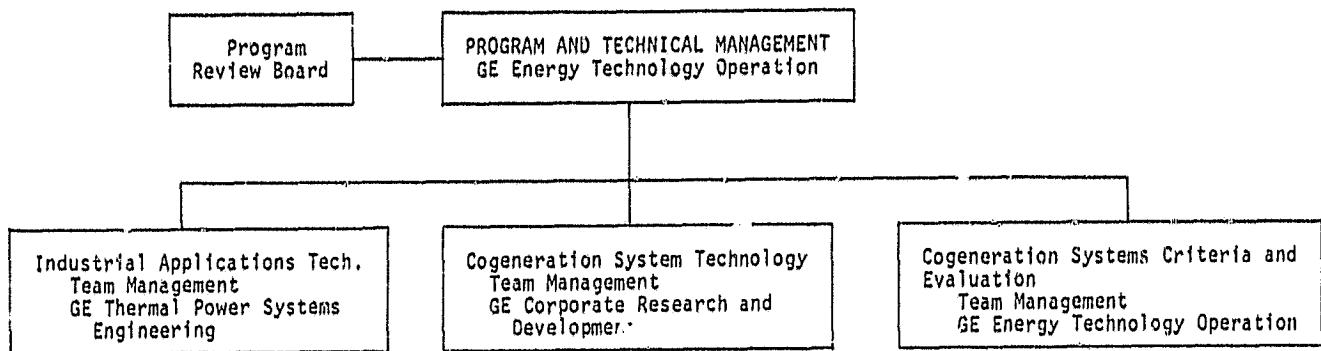 Program
Review Board
PROGRAM AND TECHNICAL MANAGEMENT
GE Energy Technology Operation
Industrial Applications Tech.
Team Management
GE Thermal Power Systems
Engineering
Cogeneration System Technology
Team Management
GE Corporate Research and
Cogeneration Systems Criteria and
Evaluation
Team Management
GE Energy Technology Operation